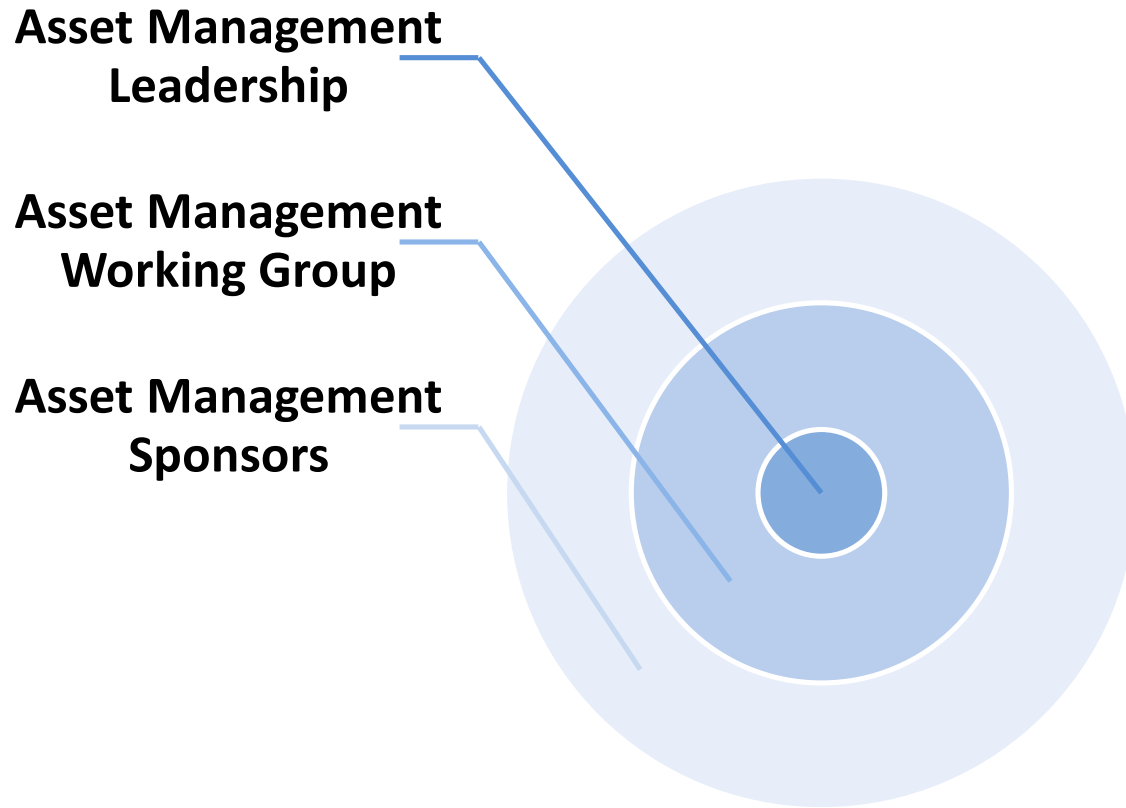 Asset Management
Leadership
Asset Management
Working Group
Asset Management
Sponsors